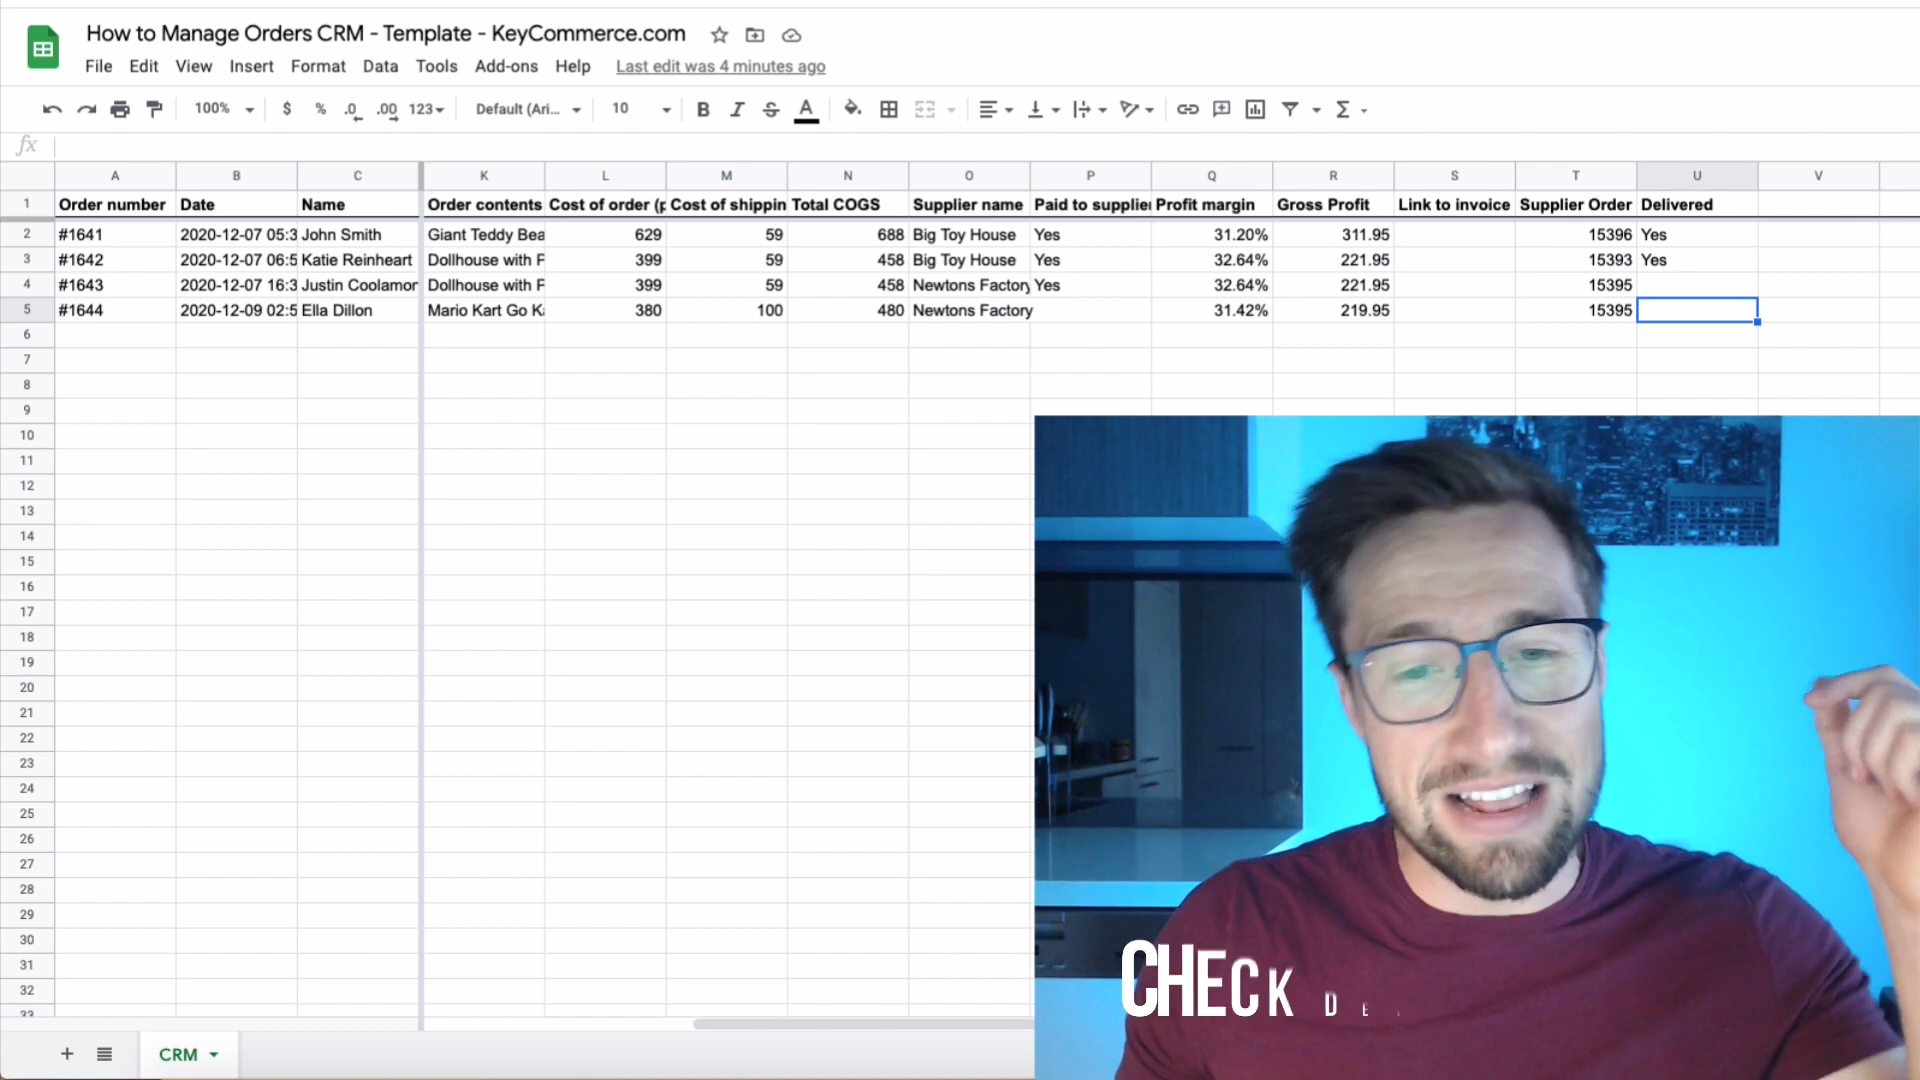 How to Manage Orders CRM - Template - KeyCommerce.com
File Edit View Insert Format Data Tools Add-ons Help Last edit was 4 minutes ago
100% $ % .0 .00 123 Default (Ari... 10 B I S A
fx
A B C K L M N O P Q R S T U V
1 Order number Date Name Order contents Cost of order (p Cost of shippin Total COGS Supplier name Paid to supplier Profit margin Gross Profit Link to invoice Supplier Order Delivered
2 #1641 2020-12-07 05:3 John Smith Giant Teddy Bea 629 59 688 Big Toy House Yes 31.20% 311.95 15396 Yes
3 #1642 2020-12-07 06:5 Katie Reinheart Dollhouse with F 399 59 458 Big Toy House Yes 32.64% 221.95 15393 Yes
4 #1643 2020-12-07 16:3 Justin Coolamor Dollhouse with F 399 59 458 Newtons Factory Yes 32.64% 221.95 15395
5 #1644 2020-12-09 02:5 Ella Dillon Mario Kart Go Ka 380 100 480 Newtons Factory 31.42% 219.95 15395
6
7
8
9
10
11
12
13
14
15
16
17
18
19
20
21
22
23
24
25
26
27
28
29
30
31
32
33
CHECK DE
CRM